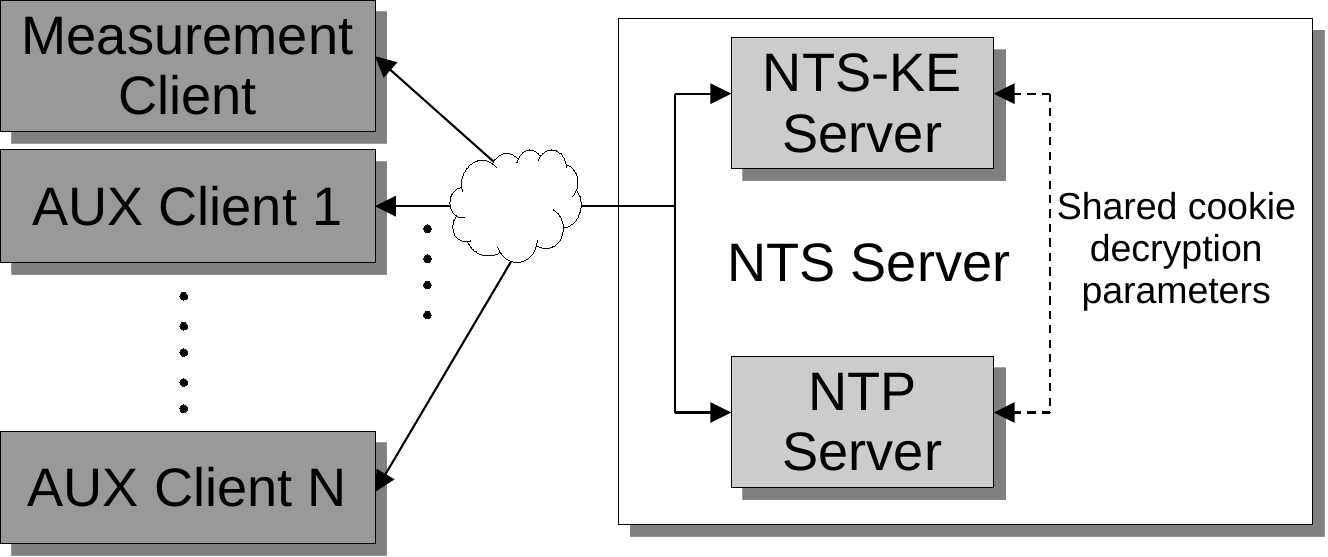 Measurement
Client
AUX Client 1
AUX Client N
NTS-KE
Server
NTS Server
NTP
Server
Shared cookie
decryption
parameters